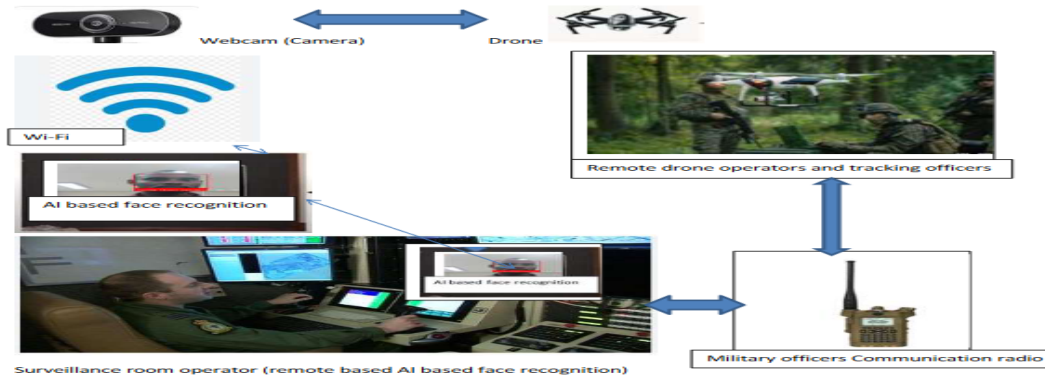 Webcam (Camera)
Drone
Wi-Fi
Remote drone operators and tracking officers
AI based face recognition
AI based face recognition
Military officers Communication radio
Surveillance room operator (remote based AI based face recognition)